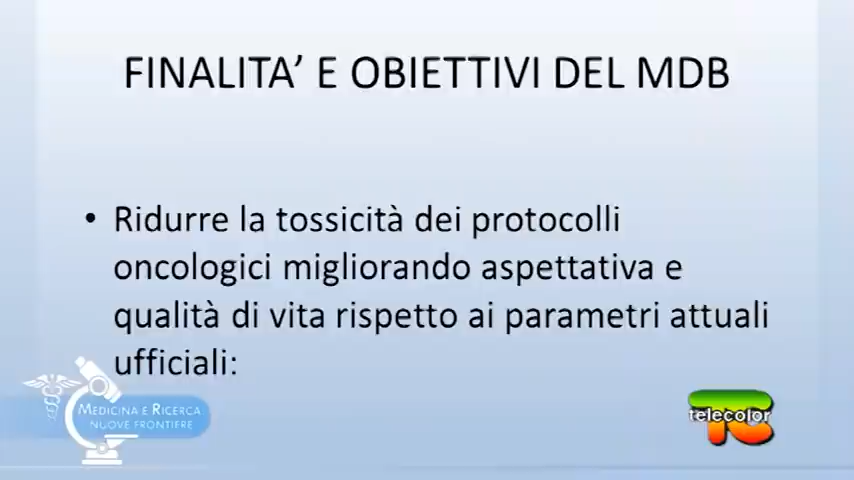 FINALITA’ E OBIETTIVI DEL MDB
• Ridurre la tossicità dei protocolli
oncologici migliorando aspettativa e
qualità di vita rispetto ai parametri attuali
ufficiali:
MEDICINA E RICERCA
NUOVE FRONTIERE
telecolor
TC